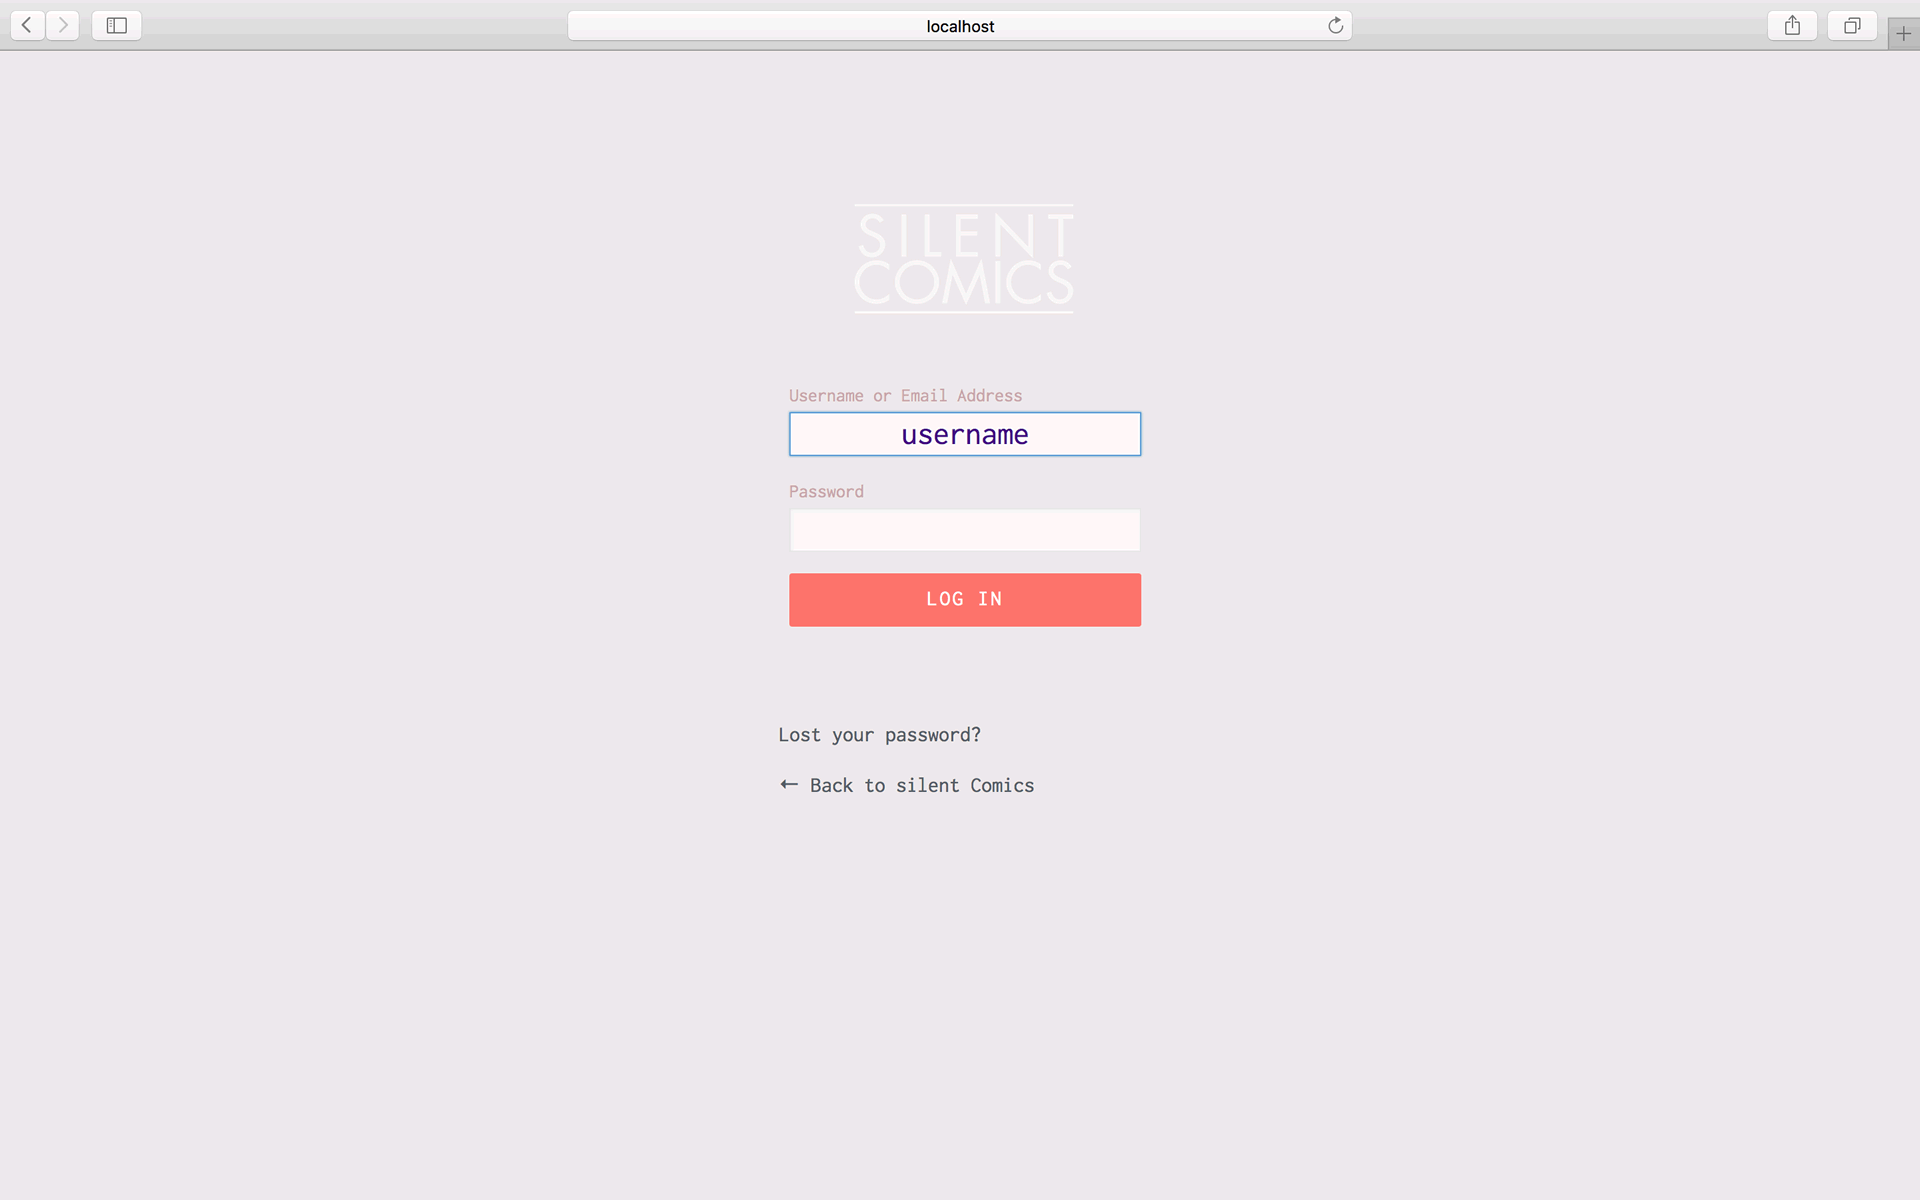 localhost
SILENT
COMICS
Username or Email Address
username
Password
LOG IN
Lost your password?
← Back to silent Comics